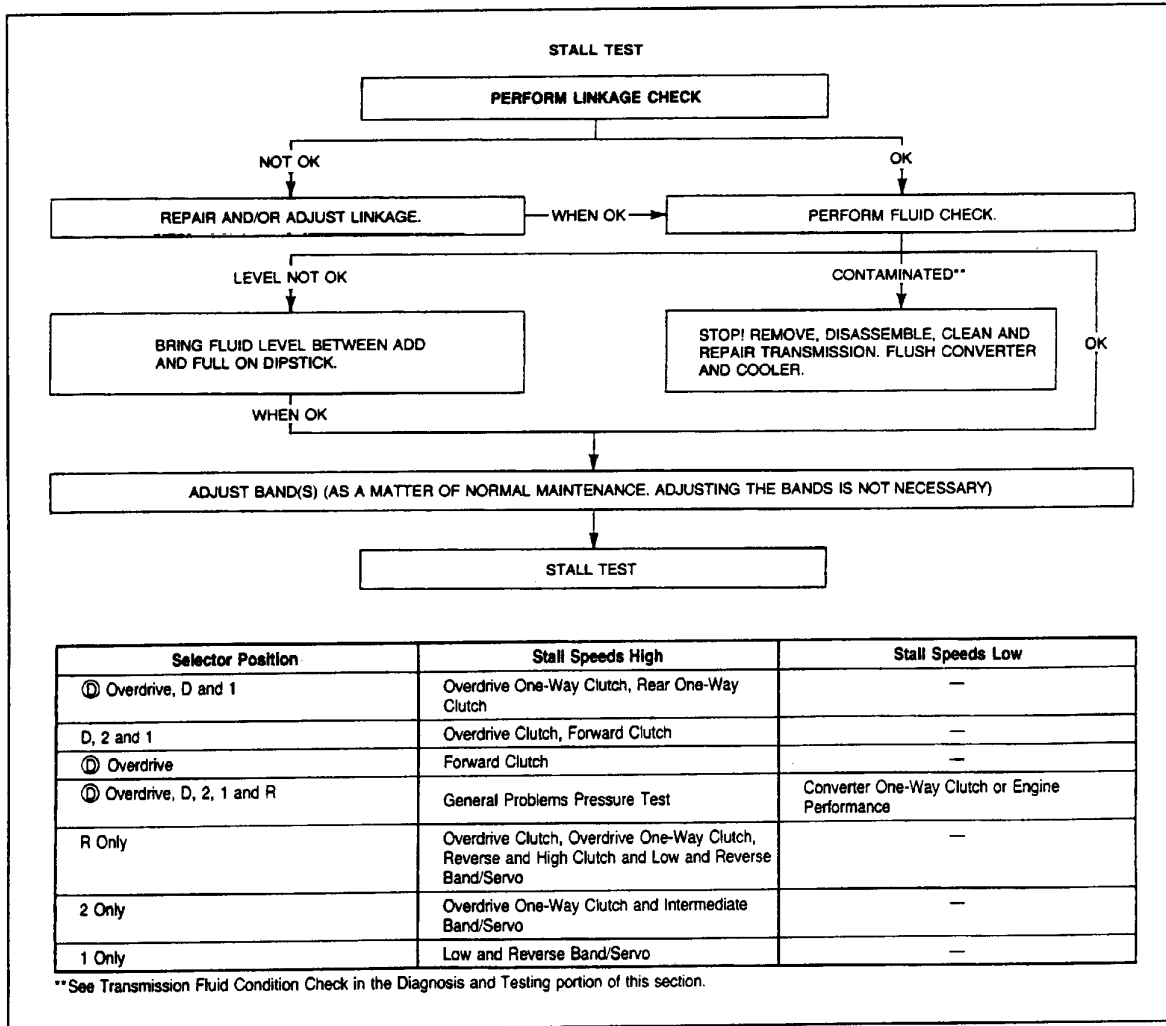 STALL TEST
PERFORM LINKAGE CHECK
NOT OK
OK
REPAIR AND/OR ADJUST LINKAGE.
WHEN OK
PERFORM FLUID CHECK.
LEVEL NOT OK
CONTAMINATED**
BRING FLUID LEVEL BETWEEN ADD
AND FULL ON DIPSTICK.
STOP! REMOVE, DISASSEMBLE, CLEAN AND
REPAIR TRANSMISSION. FLUSH CONVERTER
AND COOLER.
OK
WHEN OK
ADJUST BAND(S) (AS A MATTER OF NORMAL MAINTENANCE. ADJUSTING THE BANDS IS NOT NECESSARY)
STALL TEST
Selector Position
Stall Speeds High
Stall Speeds Low
Ⓓ Overdrive, D and 1
Overdrive One-Way Clutch, Rear One-Way
Clutch
—
D, 2 and 1
Overdrive Clutch, Forward Clutch
—
Ⓓ Overdrive
Forward Clutch
—
Ⓓ Overdrive, D, 2, 1 and R
General Problems Pressure Test
Converter One-Way Clutch or Engine
Performance
R Only
Overdrive Clutch, Overdrive One-Way Clutch,
Reverse and High Clutch and Low and Reverse
Band/Servo
—
2 Only
Overdrive One-Way Clutch and Intermediate
Band/Servo
—
1 Only
Low and Reverse Band/Servo
—
**See Transmission Fluid Condition Check in the Diagnosis and Testing portion of this section.